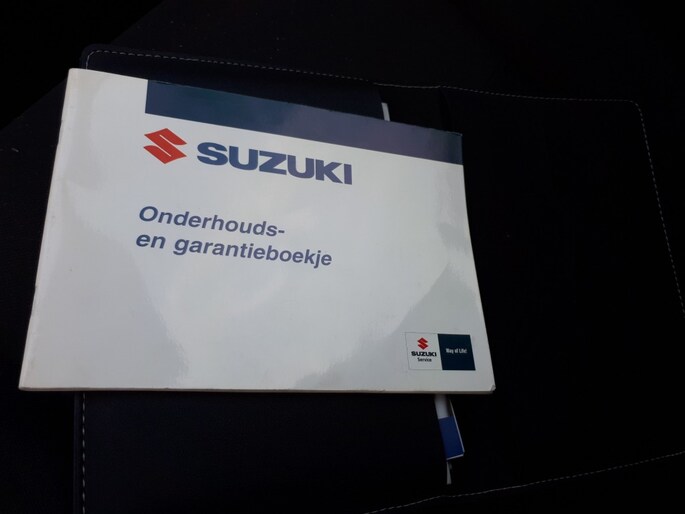 SUZUKI
Onderhouds-
en garantieboekje
SUZUKI
Service
Way of Life!